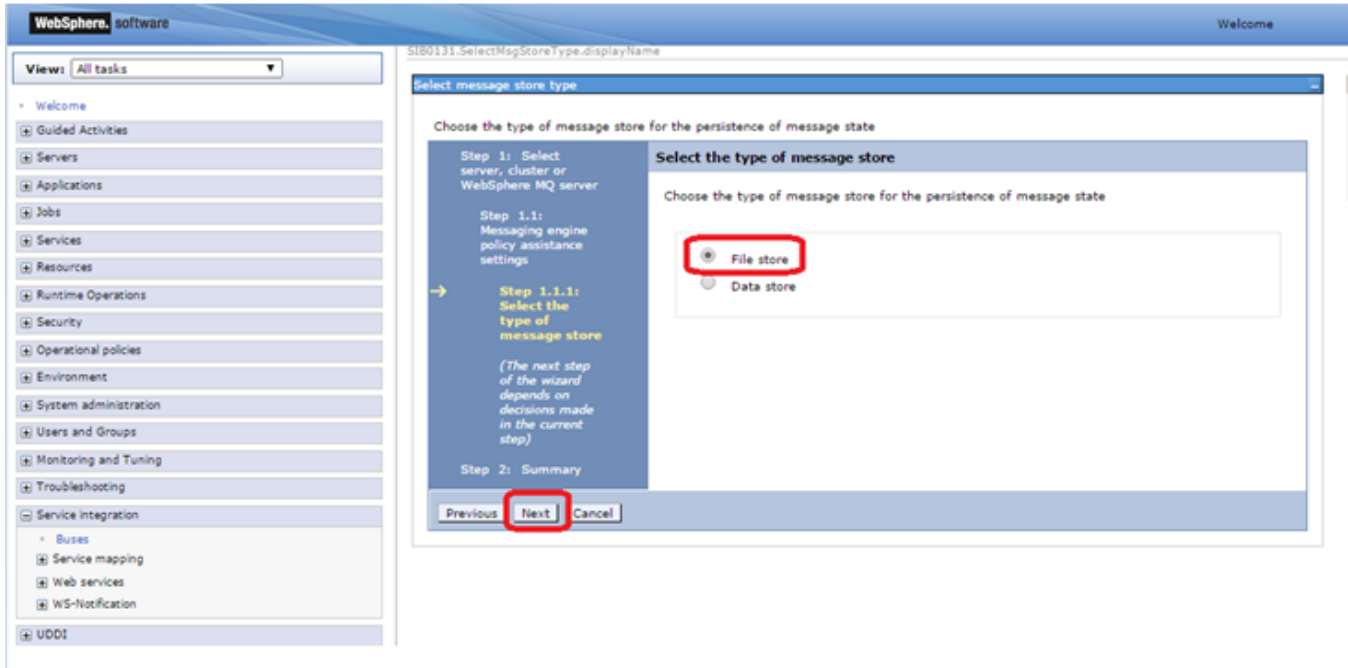 WebSphere. software
Welcome
View: All tasks
Welcome
Guided Activities
Servers
Applications
Jobs
Services
Resources
Runtime Operations
Security
Operational policies
Environment
System administration
Users and Groups
Monitoring and Tuning
Troubleshooting
Service integration
Buses
Service mapping
Web services
WS-Notification
UDDI
SIB0131.SelectMsgStoreType.displayName
Select message store type
Choose the type of message store for the persistence of message state
Step 1: Select
server, cluster or
WebSphere MQ server
Step 1.1:
Messaging engine
policy assistance
settings
Step 1.1.1:
Select the
type of
message store
(The next step
of the wizard
depends on
decisions made
in the current
step)
Step 2: Summary
Select the type of message store
Choose the type of message store for the persistence of message state
File store
Data store
Previous Next Cancel